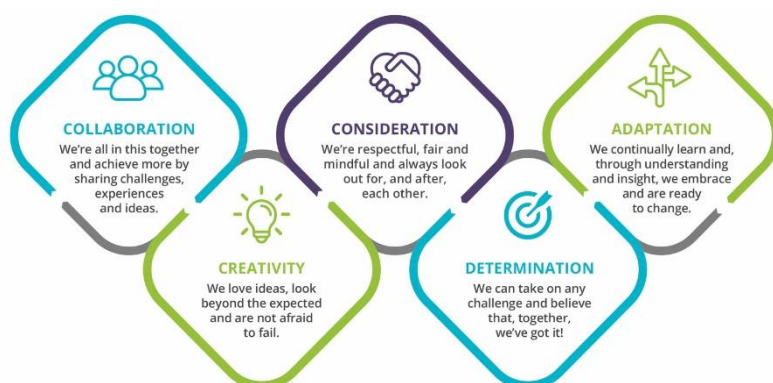 COLLABORATION
We're all in this together
and achieve more by
sharing challenges,
experiences
and ideas.
CREATIVITY
We love ideas, look
beyond the expected
and are not afraid
to fail.
CONSIDERATION
We're respectful, fair and
mindful and always look
out for, and after,
each other.
DETERMINATION
We can take on any
challenge and believe
that, together,
we've got it!
ADAPTATION
We continually learn and,
through understanding
and insight, we embrace
and are ready
to change.